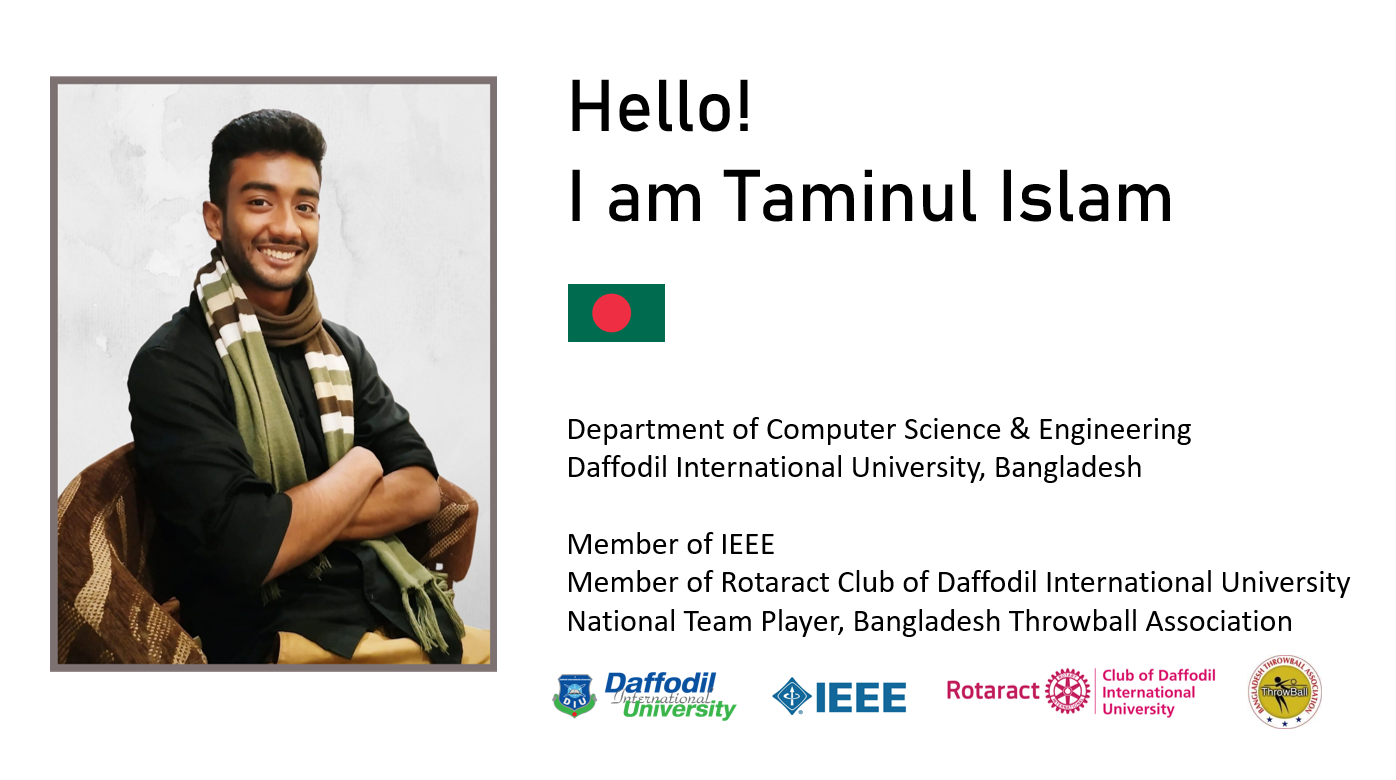 Hello!
I am Taminul Islam
Department of Computer Science & Engineering
Daffodil International University, Bangladesh
Member of IEEE
Member of Rotaract Club of Daffodil International University
National Team Player, Bangladesh Throwball Association
DIU
Daffodil
International
University
IEEE
Rotaract
Club of Daffodil
International
University
BANGLADESH THROWBALL ASSOCIATION
ThrowBall